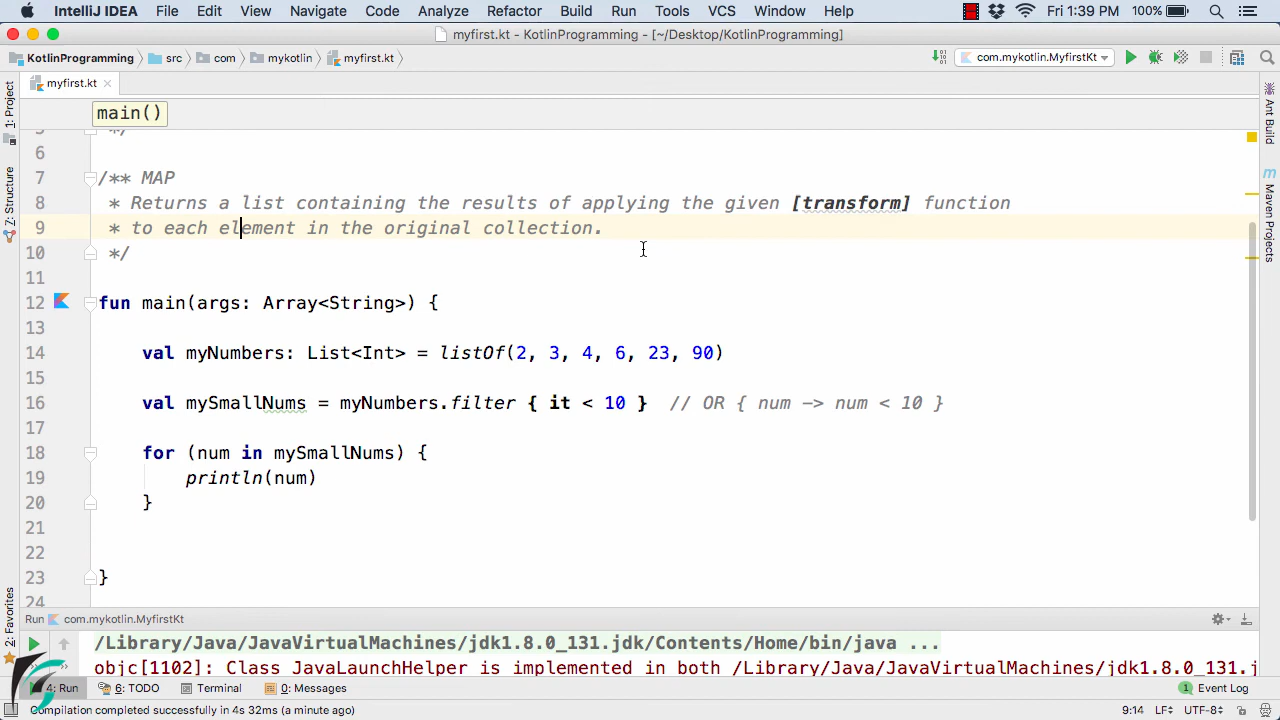 IntelliJ IDEA File Edit View Navigate Code Analyze Refactor Build Run Tools VCS Window Help Fri 1:39 PM 100%
myfirst.kt - KotlinProgramming - [~/Desktop/KotlinProgramming]
KotlinProgramming src com mykotlin myfirst.kt com.mykotlin.MyfirstKt
myfirst.kt
main()
1: Project
7: Structure
2: Favorites
Ant Build
Maven Projects
5 */
6
7 /** MAP
8 * Returns a list containing the results of applying the given [transform] function
9 * to each element in the original collection.
10 */
11
12 fun main(args: Array<String>) {
13
14 val myNumbers: List<Int> = listOf(2, 3, 4, 6, 23, 90)
15
16 val mySmallNums = myNumbers.filter { it < 10 } // OR { num -> num < 10 }
17
18 for (num in mySmallNums) {
19 println(num)
20 }
21
22
23 }
24
Run com.mykotlin.MyfirstKt
/Library/Java/JavaVirtualMachines/jdk1.8.0_131.jdk/Contents/Home/bin/java ...
objc[1102]: Class JavaLaunchHelper is implemented in both /Library/Java/JavaVirtualMachines/jdk1.8.0_131.j
4: Run 6: TODO Terminal 0: Messages 1 Event Log
Compilation completed successfully in 4s 32ms (a minute ago) 9:14 LF UTF-8